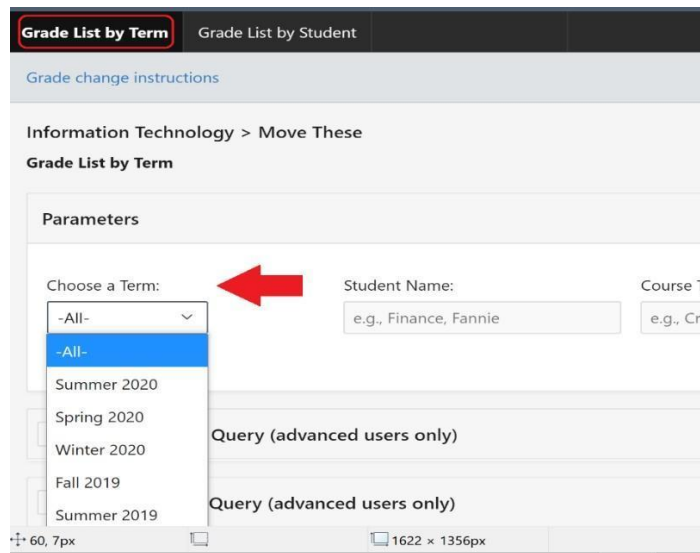 Grade List by Term Grade List by Student
Grade change instructions
Information Technology > Move These
Grade List by Term
Parameters
Choose a Term: Student Name: Course
-All- e.g., Finance, Fannie e.g., Cr
-All-
Summer 2020
Spring 2020
Winter 2020
Query (advanced users only)
Fall 2019
Summer 2019
Query (advanced users only)
60, 7px 1622 × 1356px